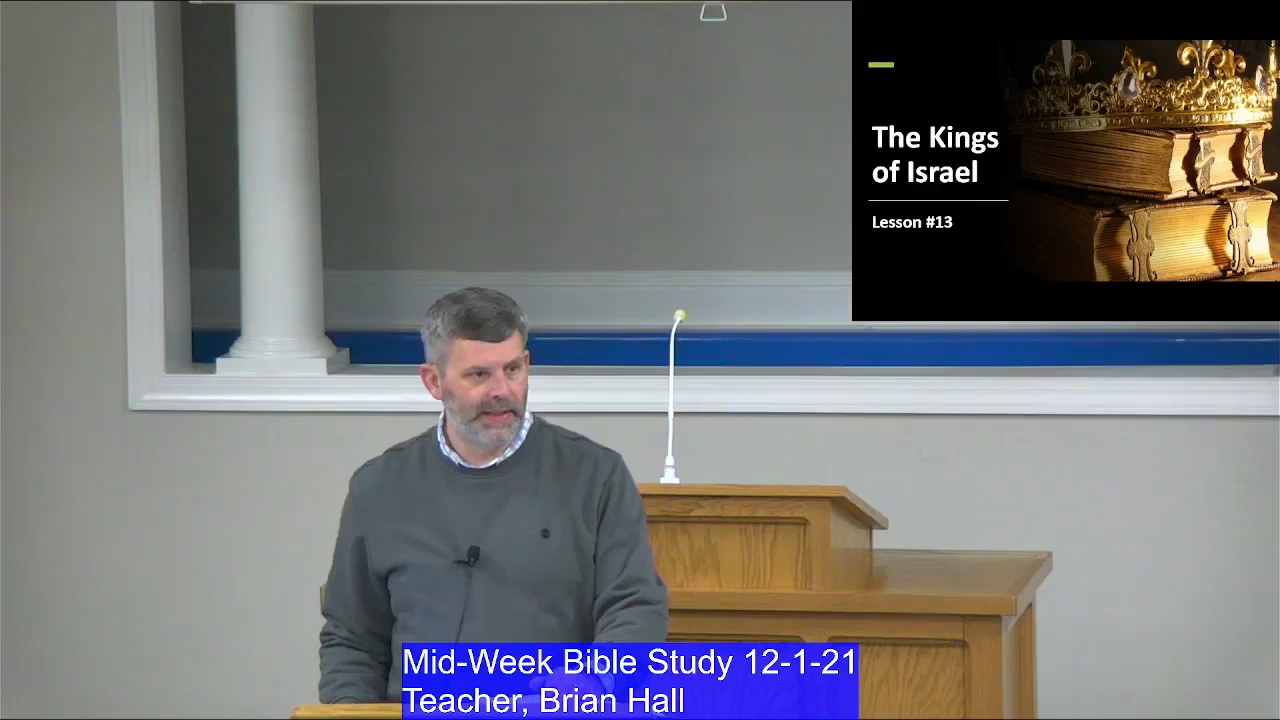 The Kings
of Israel
Lesson #13
Mid-Week Bible Study 12-1-21
Teacher, Brian Hall